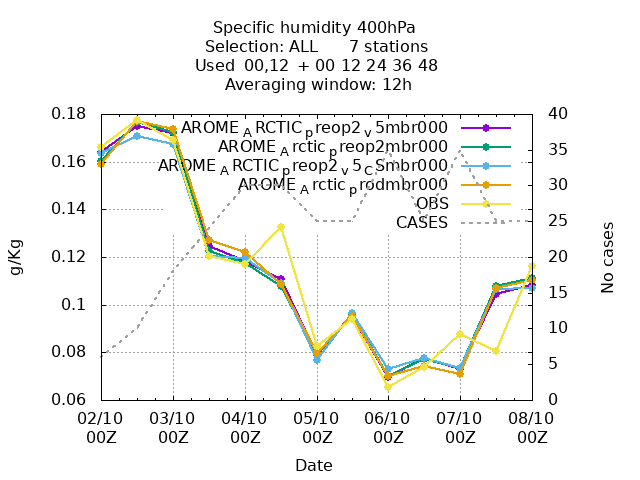 Specific humidity 400hPa
Selection: ALL 7 stations
Used 00,12 + 00 12 24 36 48
Averaging window: 12h
0.18
0.16
0.14
0.12
0.1
0.08
0.06
40
35
30
25
20
15
10
5
0
AROME_ARCTIC_preop2_v5mbr000
AROME_Arctic_preop2mbr000
AROME_ARCTIC_preop2_v5_CSmbr000
AROME_Arctic_prodmbr000
OBS
CASES
g/Kg
No cases
02/10 03/10 04/10 05/10 06/10 07/10 08/10
00Z 00Z 00Z 00Z 00Z 00Z 00Z
Date